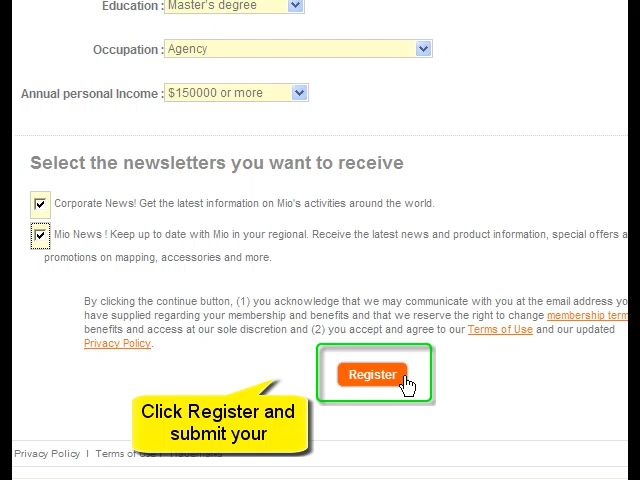 Education : Master's degree
Occupation : Agency
Annual personal Income : $150000 or more
Select the newsletters you want to receive
Corporate News! Get the latest information on Mio's activities around the world.
Mio News ! Keep up to date with Mio in your regional. Receive the latest news and product information, special offers a
promotions on mapping, accessories and more.
By clicking the continue button, (1) you acknowledge that we may communicate with you at the email address yo
have supplied regarding your membership and benefits and that we reserve the right to change membership term
benefits and access at our sole discretion and (2) you accept and agree to our Terms of Use and our updated
Privacy Policy.
Register
Click Register and
submit your
Privacy Policy | Terms of Use | Trademarks